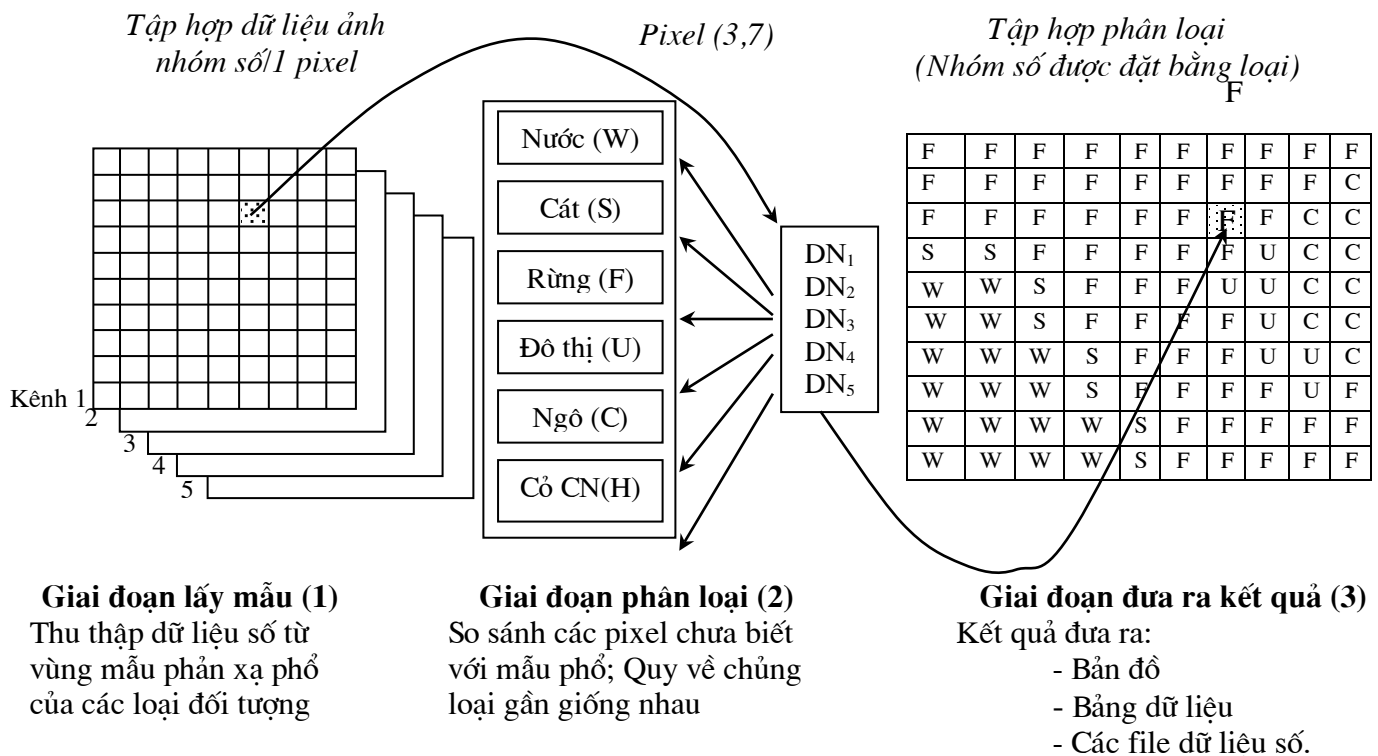 Tập hợp dữ liệu ảnh
nhóm số/1 pixel
Pixel (3,7)
Tập hợp phân loại
(Nhóm số được đặt bằng loại)
F
Kênh 1
2
3
4
5
Nước (W)
Cát (S)
Rừng (F)
Đô thị (U)
Ngô (C)
Cỏ CN(H)
DN₁
DN₂
DN₃
DN₄
DN₅
F F F F F F F F F F
F F F F F F F F F C
F F F F F F F F C C
S S F F F F F U C C
W W S F F F U U C C
W W S F F F F U C C
W W W S F F F U U C
W W W S F F F F U F
W W W W S F F F F F
W W W W S F F F F F
Giai đoạn lấy mẫu (1)
Thu thập dữ liệu số từ
vùng mẫu phản xạ phổ
của các loại đối tượng
Giai đoạn phân loại (2)
So sánh các pixel chưa biết
với mẫu phổ; Quy về chủng
loại gần giống nhau
Giai đoạn đưa ra kết quả (3)
Kết quả đưa ra:
- Bản đồ
- Bảng dữ liệu
- Các file dữ liệu số.